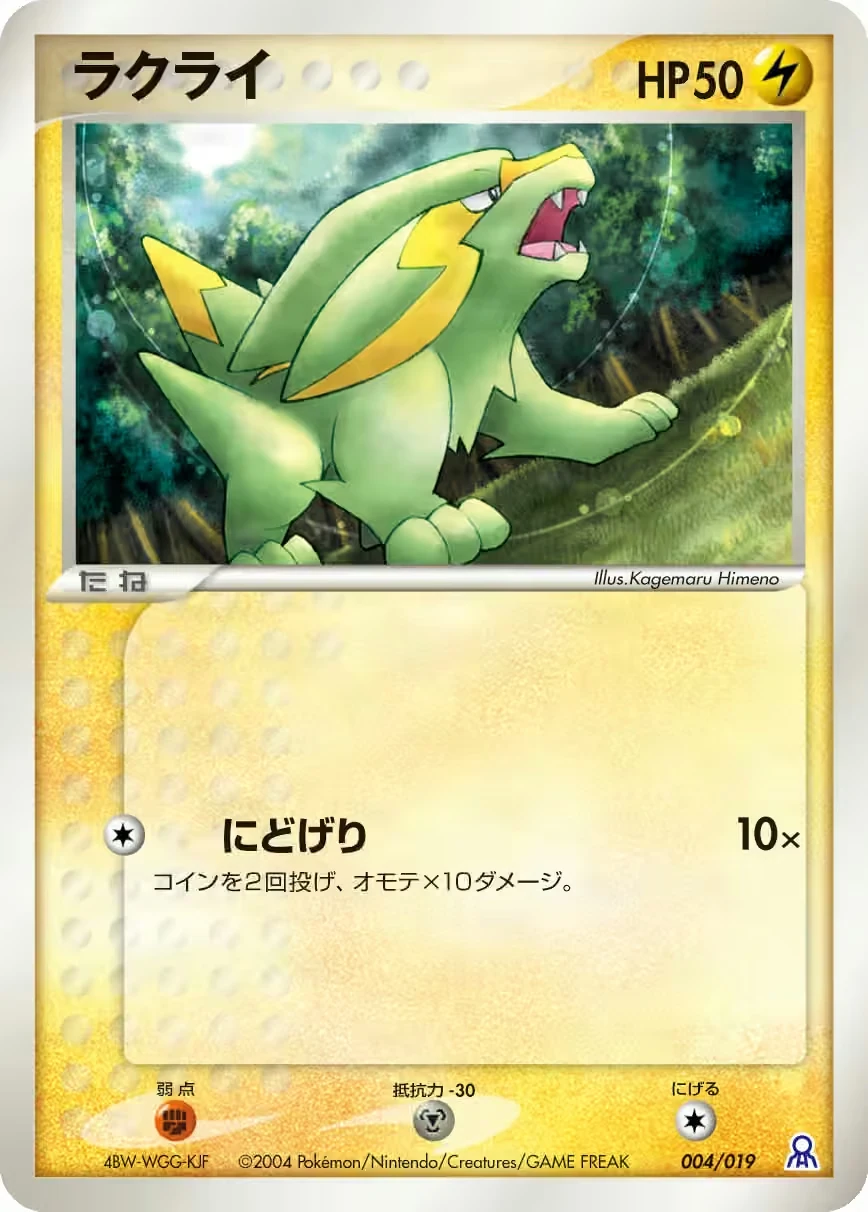 ラクライ HP50
たね Illus.Kagemaru Himeno
にどげり 10×
コインを2回投げ、オモテ×10ダメージ。
弱点 抵抗力 -30 にげる
4BW-WGG-KJF ©2004 Pokémon/Nintendo/Creatures/GAME FREAK 004/019